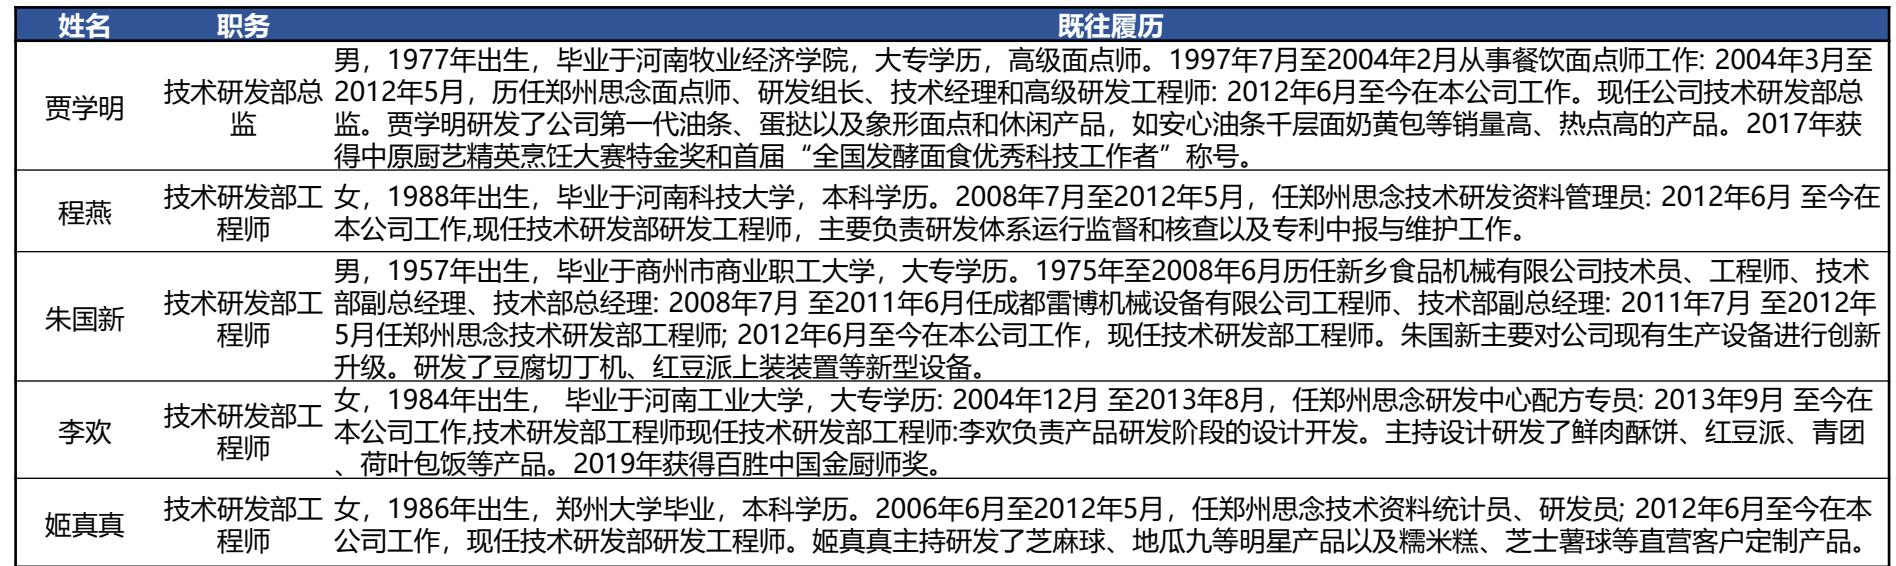 姓名 职务 既往履历
贾学明
技术研发部总
监
男，1977年出生，毕业于河南牧业经济学院，大专学历，高级面点师。1997年7月至2004年2月从事餐饮面点师工作: 2004年3月至
2012年5月，历任郑州思念面点师、研发组长、技术经理和高级研发工程师: 2012年6月至今在本公司工作。现任公司技术研发部总
监。贾学明研发了公司第一代油条、蛋挞以及象形面点和休闲产品，如安心油条千层面奶黄包等销量高、热点高的产品。2017年获
得中原厨艺精英烹饪大赛特金奖和首届“全国发酵面食优秀科技工作者”称号。
程燕
技术研发部工
程师
女，1988年出生，毕业于河南科技大学，本科学历。2008年7月至2012年5月，任郑州思念技术研发资料管理员: 2012年6月 至今在
本公司工作,现任技术研发部研发工程师，主要负责研发体系运行监督和核查以及专利中报与维护工作。
朱国新
技术研发部工
程师
男，1957年出生，毕业于商州市商业职工大学，大专学历。1975年至2008年6月历任新乡食品机械有限公司技术员、工程师、技术
部副总经理、技术部总经理: 2008年7月 至2011年6月任成都雷博机械设备有限公司工程师、技术部副总经理: 2011年7月 至2012年
5月任郑州思念技术研发部工程师; 2012年6月至今在本公司工作，现任技术研发部工程师。朱国新主要对公司现有生产设备进行创新
升级。研发了豆腐切丁机、红豆派上装装置等新型设备。
李欢
技术研发部工
程师
女，1984年出生， 毕业于河南工业大学，大专学历: 2004年12月 至2013年8月，任郑州思念研发中心配方专员: 2013年9月 至今在
本公司工作,技术研发部工程师现任技术研发部工程师:李欢负责产品研发阶段的设计开发。主持设计研发了鲜肉酥饼、红豆派、青团
、荷叶包饭等产品。2019年获得百胜中国金厨师奖。
姬真真
技术研发部工
程师
女，1986年出生，郑州大学毕业，本科学历。2006年6月至2012年5月，任郑州思念技术资料统计员、研发员; 2012年6月至今在本
公司工作，现任技术研发部研发工程师。姬真真主持研发了芝麻球、地瓜九等明星产品以及糯米糕、芝士薯球等直营客户定制产品。